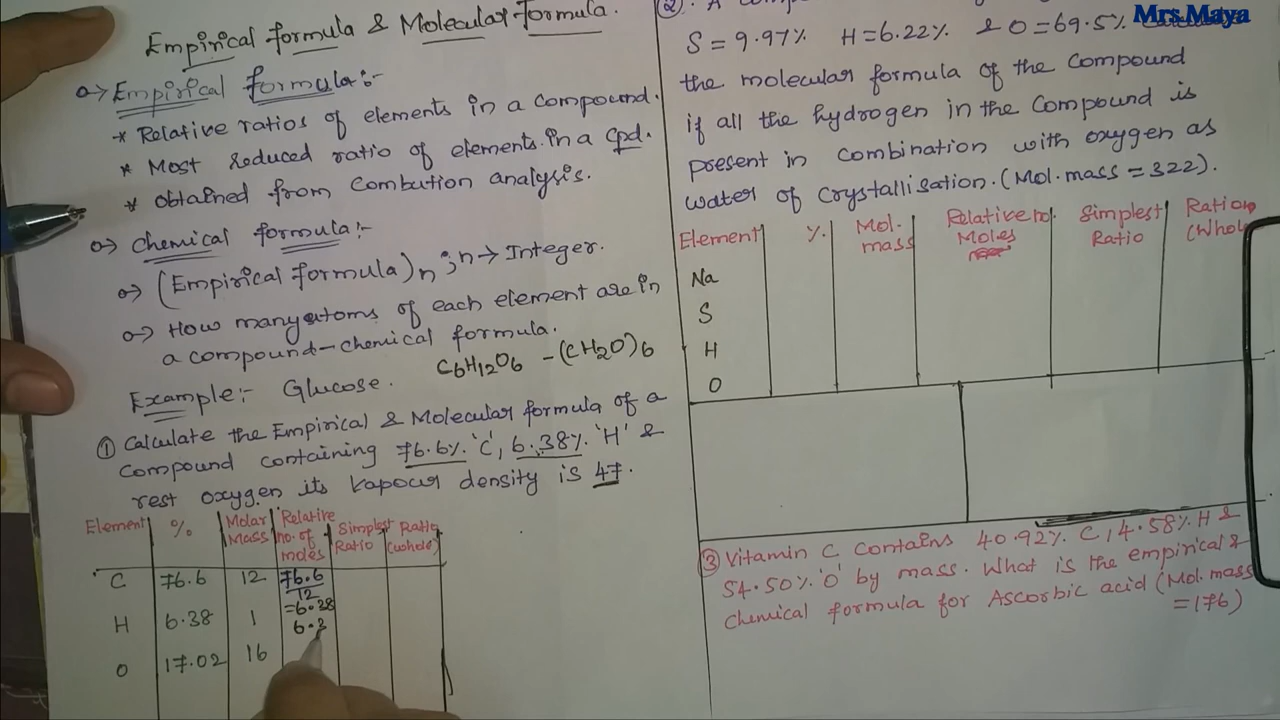 Empirical formula & Molecular formula.
Empirical formula:-
* Relative ratios of elements in a compound.
* Most reduced ratio of elements in a cpd.
* obtained from combution analysis.
Chemical formula:-
(Empirical formula)n ; n → Integer.
How many atoms of each element are in
a compound - chemical formula.
Example:- Glucose. C6H12O6 - (CH2O)6
① Calculate the Empirical & Molecular formula of a
compound containing 76.6% 'C', 6.38% 'H' &
rest oxygen its vapour density is 47.
Element % Molar Mass Relative no. of moles Simplest Ratio Ratio (whole)
C 76.6 12 76.6/12 =6.38
H 6.38 1 6.3
O 17.02 16
②. A
Mrs.Maya
S = 9.97% H = 6.22% & O = 69.5%
the molecular formula of the compound
if all the hydrogen in the compound is
present in combination with oxygen as
water of crystallisation. (Mol. mass = 322).
Element % Mol. mass Relative no. Moles Simplest Ratio Ratio
Na
S
H
O
③ Vitamin C contains 40.92% C, 4.58% H &
54.50% 'O' by mass. What is the empirical &
chemical formula for Ascorbic acid (Mol. mass
= 176)